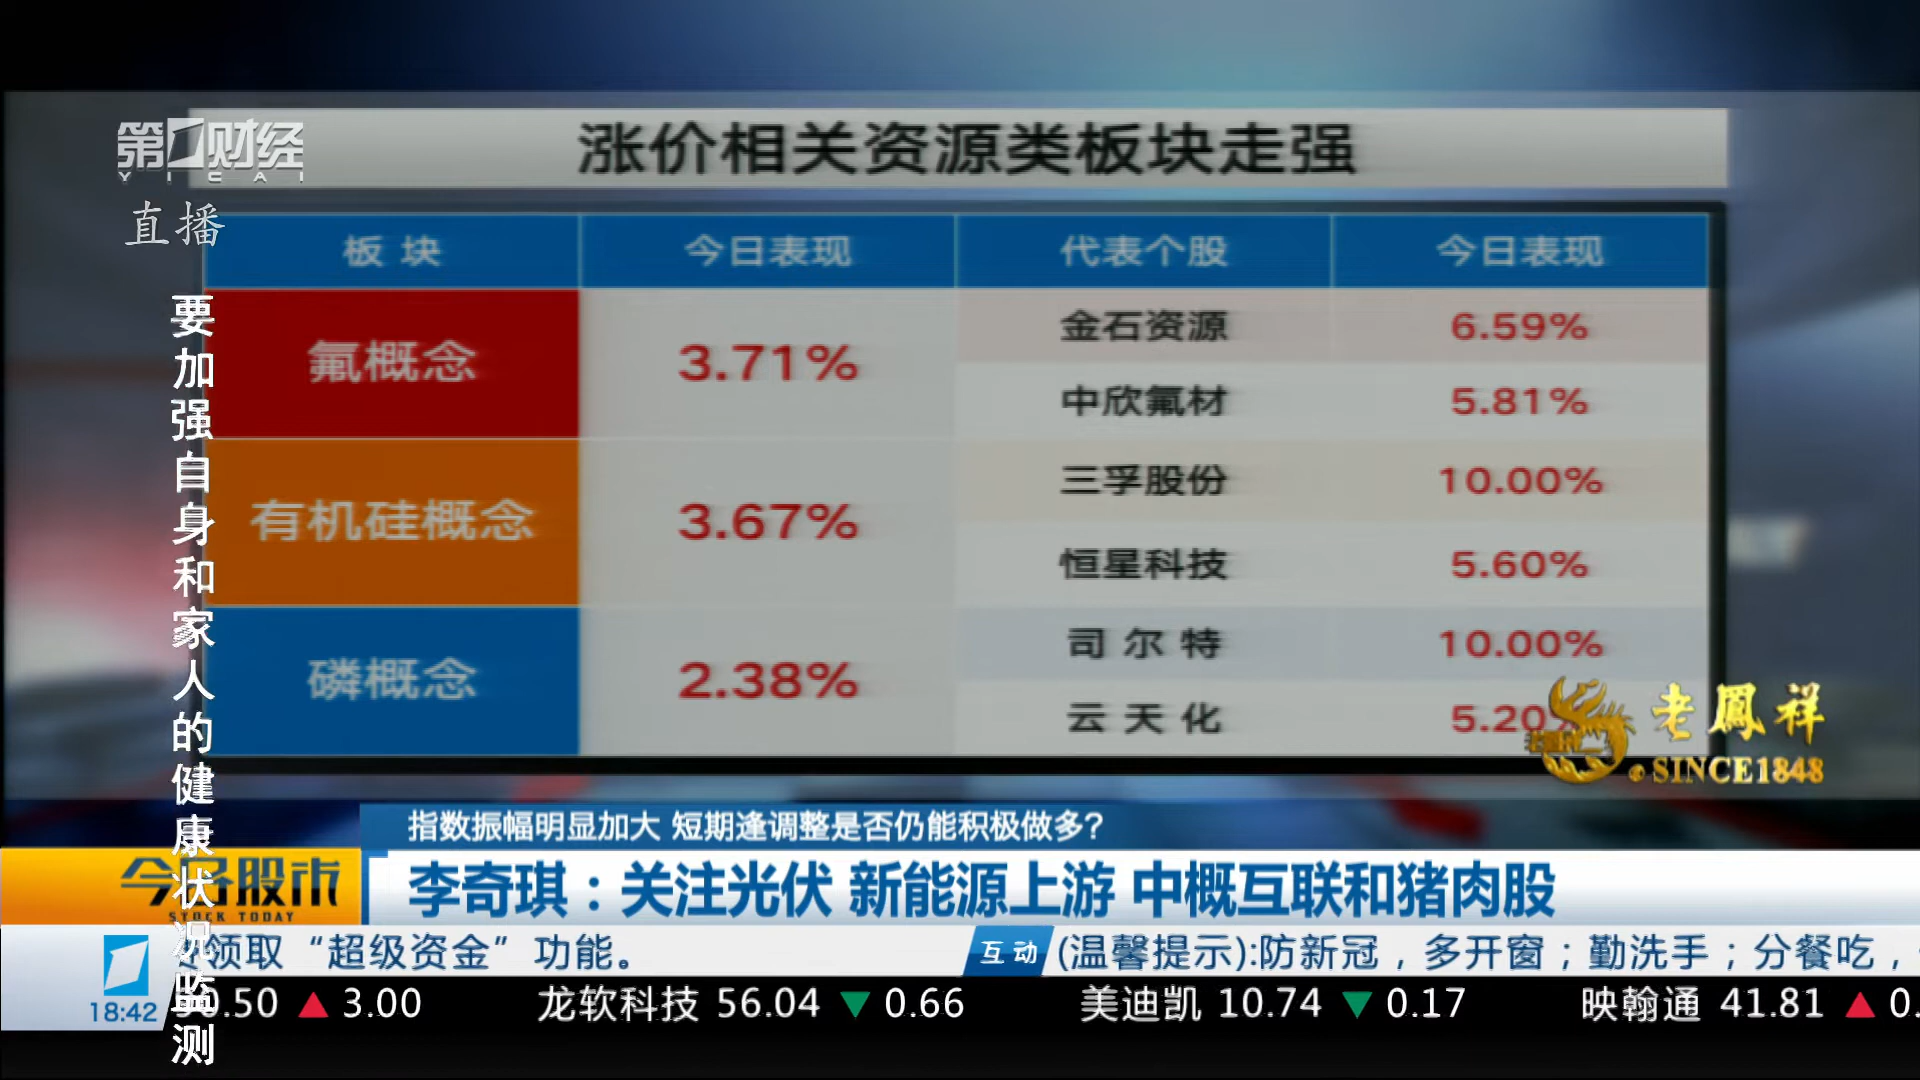 第1财经
YICAI
直播
涨价相关资源类板块走强
板块 今日表现 代表个股 今日表现
氟概念 3.71% 金石资源 6.59%
中欣氟材 5.81%
有机硅概念 3.67% 三孚股份 10.00%
恒星科技 5.60%
磷概念 2.38% 司尔特 10.00%
云天化 5.20%
要加强自身和家人的健康状况监测
老鳳祥
SINCE1848
指数振幅明显加大 短期逢调整是否仍能积极做多?
今日股市
STOCK TODAY
李奇琪：关注光伏 新能源上游 中概互联和猪肉股
领取“超级资金”功能。 互动 (温馨提示):防新冠，多开窗；勤洗手；分餐吃，
18:42
0.50 ▲ 3.00 龙软科技 56.04 ▼ 0.66 美迪凯 10.74 ▼ 0.17 映翰通 41.81 ▲ 0.